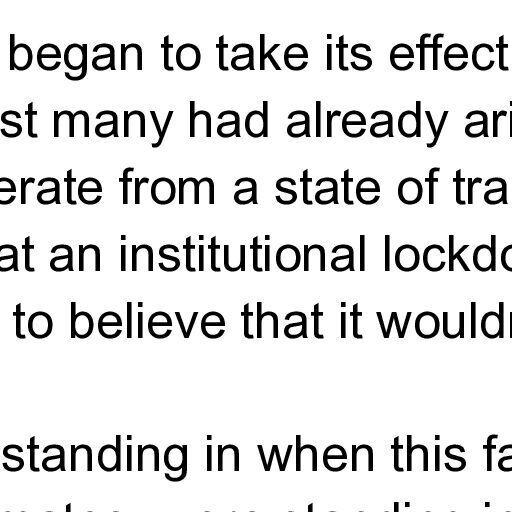 began to take its effect
st many had already ari
erate from a state of tra
at an institutional lockdo
to believe that it would
standing in when this fa